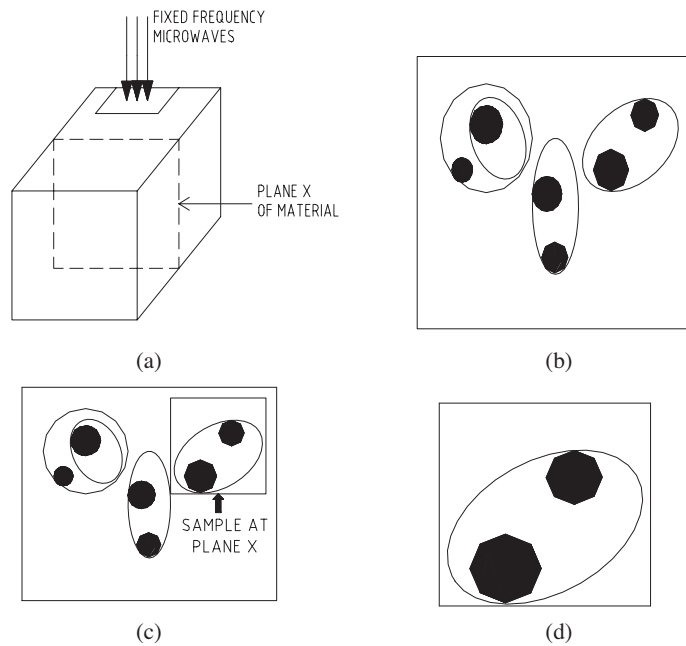 FIXED FREQUENCY
MICROWAVES
PLANE X
OF MATERIAL
(a)
(b)
SAMPLE AT
PLANE X
(c)
(d)